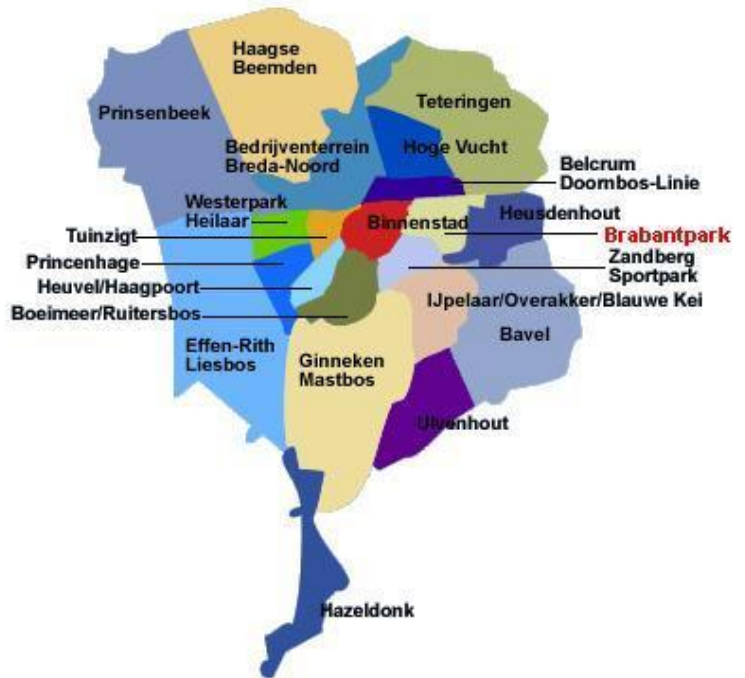 Haagse
Beemden
Prinsenbeek
Teteringen
Bedrijventerrein
Breda-Noord
Hoge Vucht
Belcrum
Doornbos-Linie
Westerpark
Heilaar
Binnenstad
Heusdenhout
Tuinzigt
Brabantpark
Princenhage
Zandberg
Sportpark
Heuvel/Haagpoort
IJpelaar/Overakker/Blauwe Kei
Boeimeer/Ruitersbos
Bavel
Effen-Rith
Liesbos
Ginneken
Mastbos
Ulvenhout
Hazeldonk